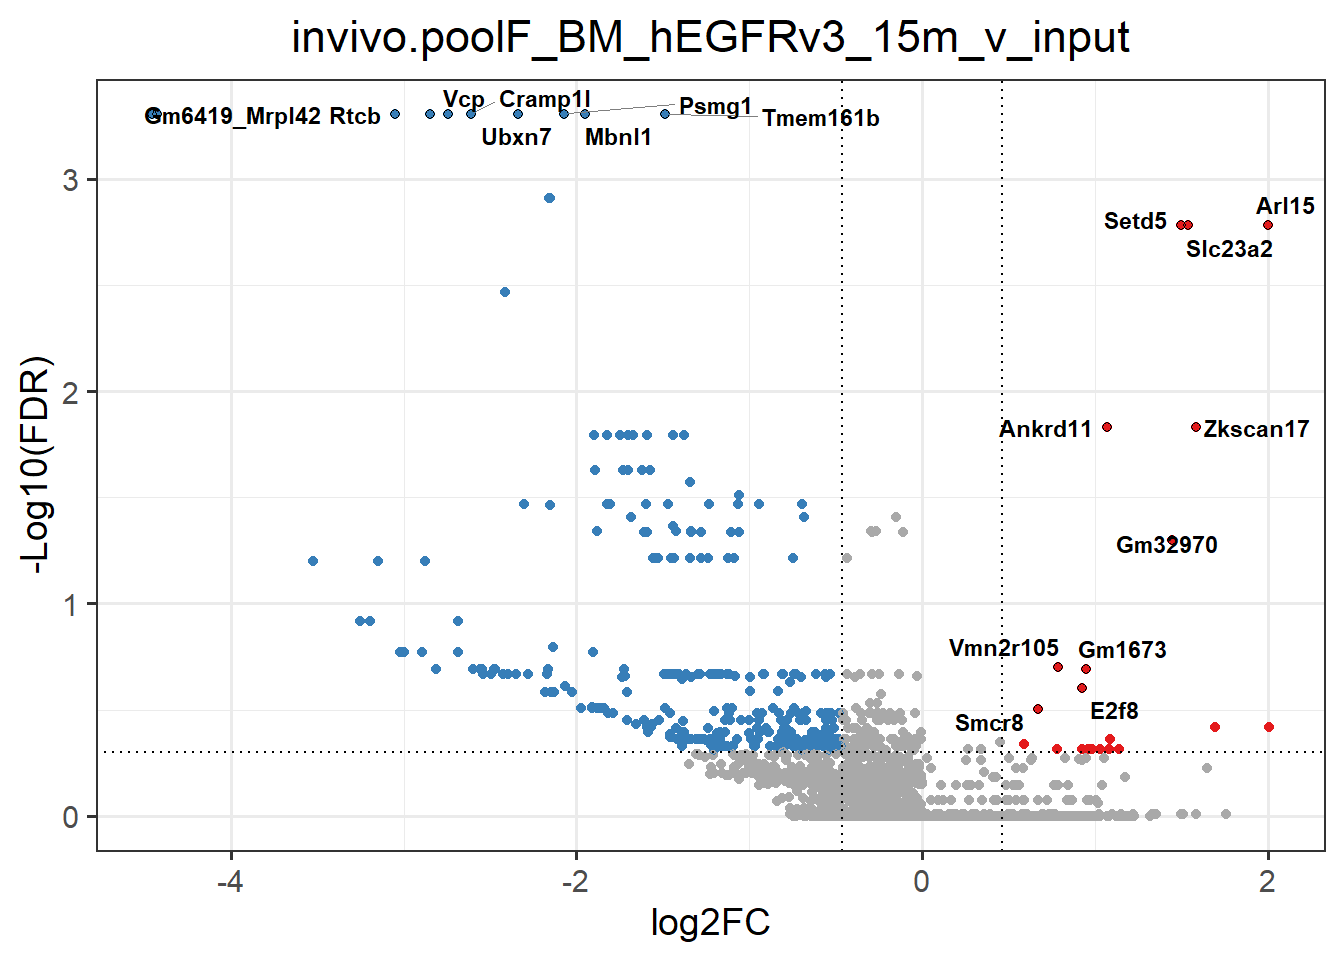 invivo.poolF_BM_hEGFRv3_15m_v_input
Vcp Cramp1l
Psmg1
Gm6419_Mrpl42 Rtcb
Tmem161b
Ubxn7 Mbnl1
3
Arl15
Setd5
Slc23a2
2
Ankrd11 Zkscan17
Gm32970
1
Vmn2r105 Gm1673
E2f8
Smcr8
0
-Log10(FDR)
-4 -2 0 2
log2FC